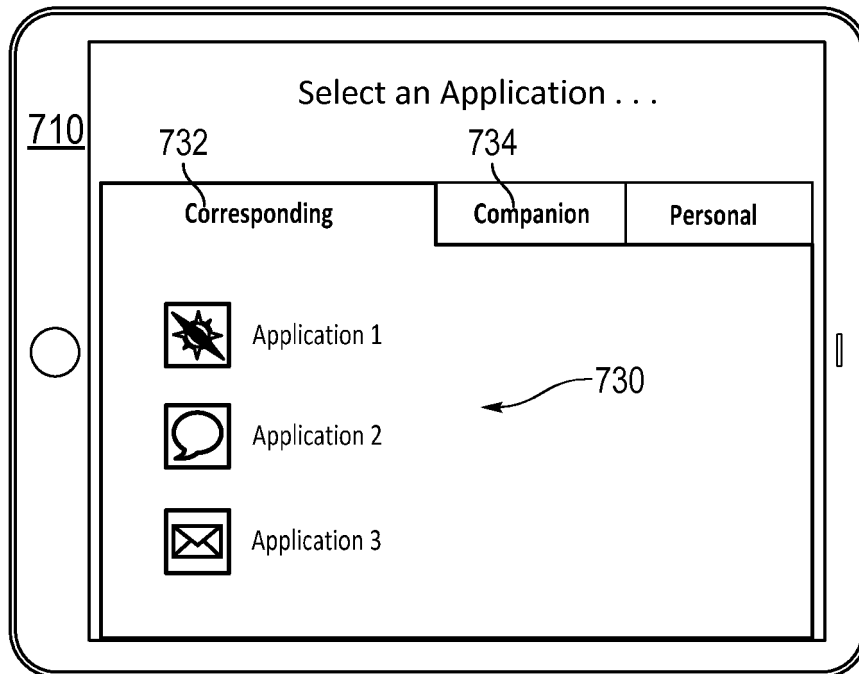 Select an Application . . .
710
732
734
Corresponding
Companion
Personal
Application 1
730
Application 2
Application 3